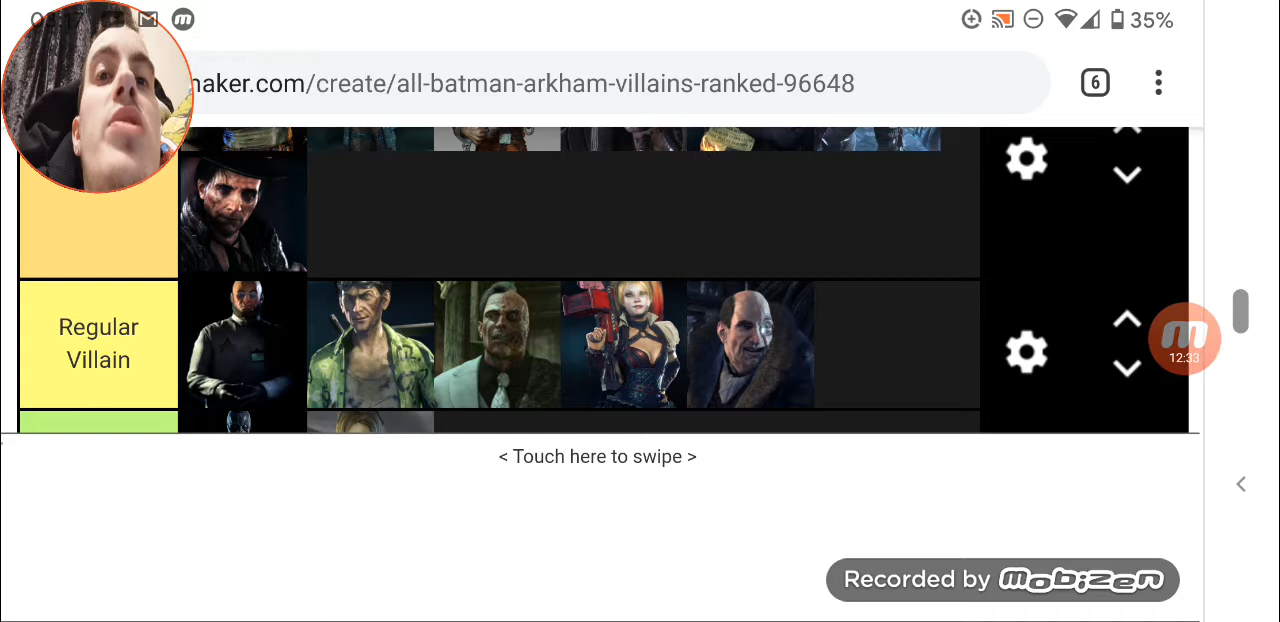 35%
naker.com/create/all-batman-arkham-villains-ranked-96648
6
Regular
Villain
12:33
< Touch here to swipe >
Recorded by mobizen